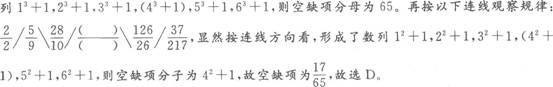 列 1³+1,2³+1,3³+1,(4³+1),5³+1,6³+1,则空缺项分母为 65。再按以下连线观察规律:
2/2 / 5/9 \ 28/10 / (  )/(  ) \ 126/26 / 37/217,显然按连线方向看,形成了数列 1²+1,2²+1,3²+1,(4²+
1),5²+1,6²+1,则空缺项分子为 4²+1,故空缺项为17/65,故选 D。